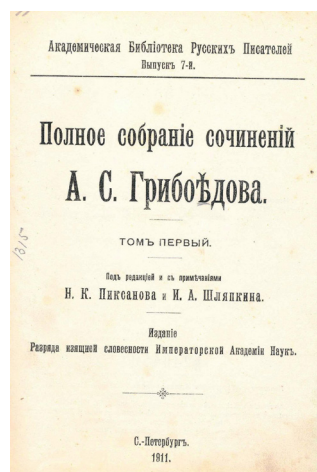 Академическая Библіотека Русскихъ Писателей
Выпускъ 7-й.
Полное собраніе сочиненій
А. С. Грибоѣдова.
ТОМЪ ПЕРВЫЙ.
1315
Подъ редакціей и съ примѣчаніями
Н. К. Пиксанова и И. А. Шляпкина.
Изданіе
Разряда изящной словесности Императорской Академіи Наукъ.
С.-Петербургъ.
1911.